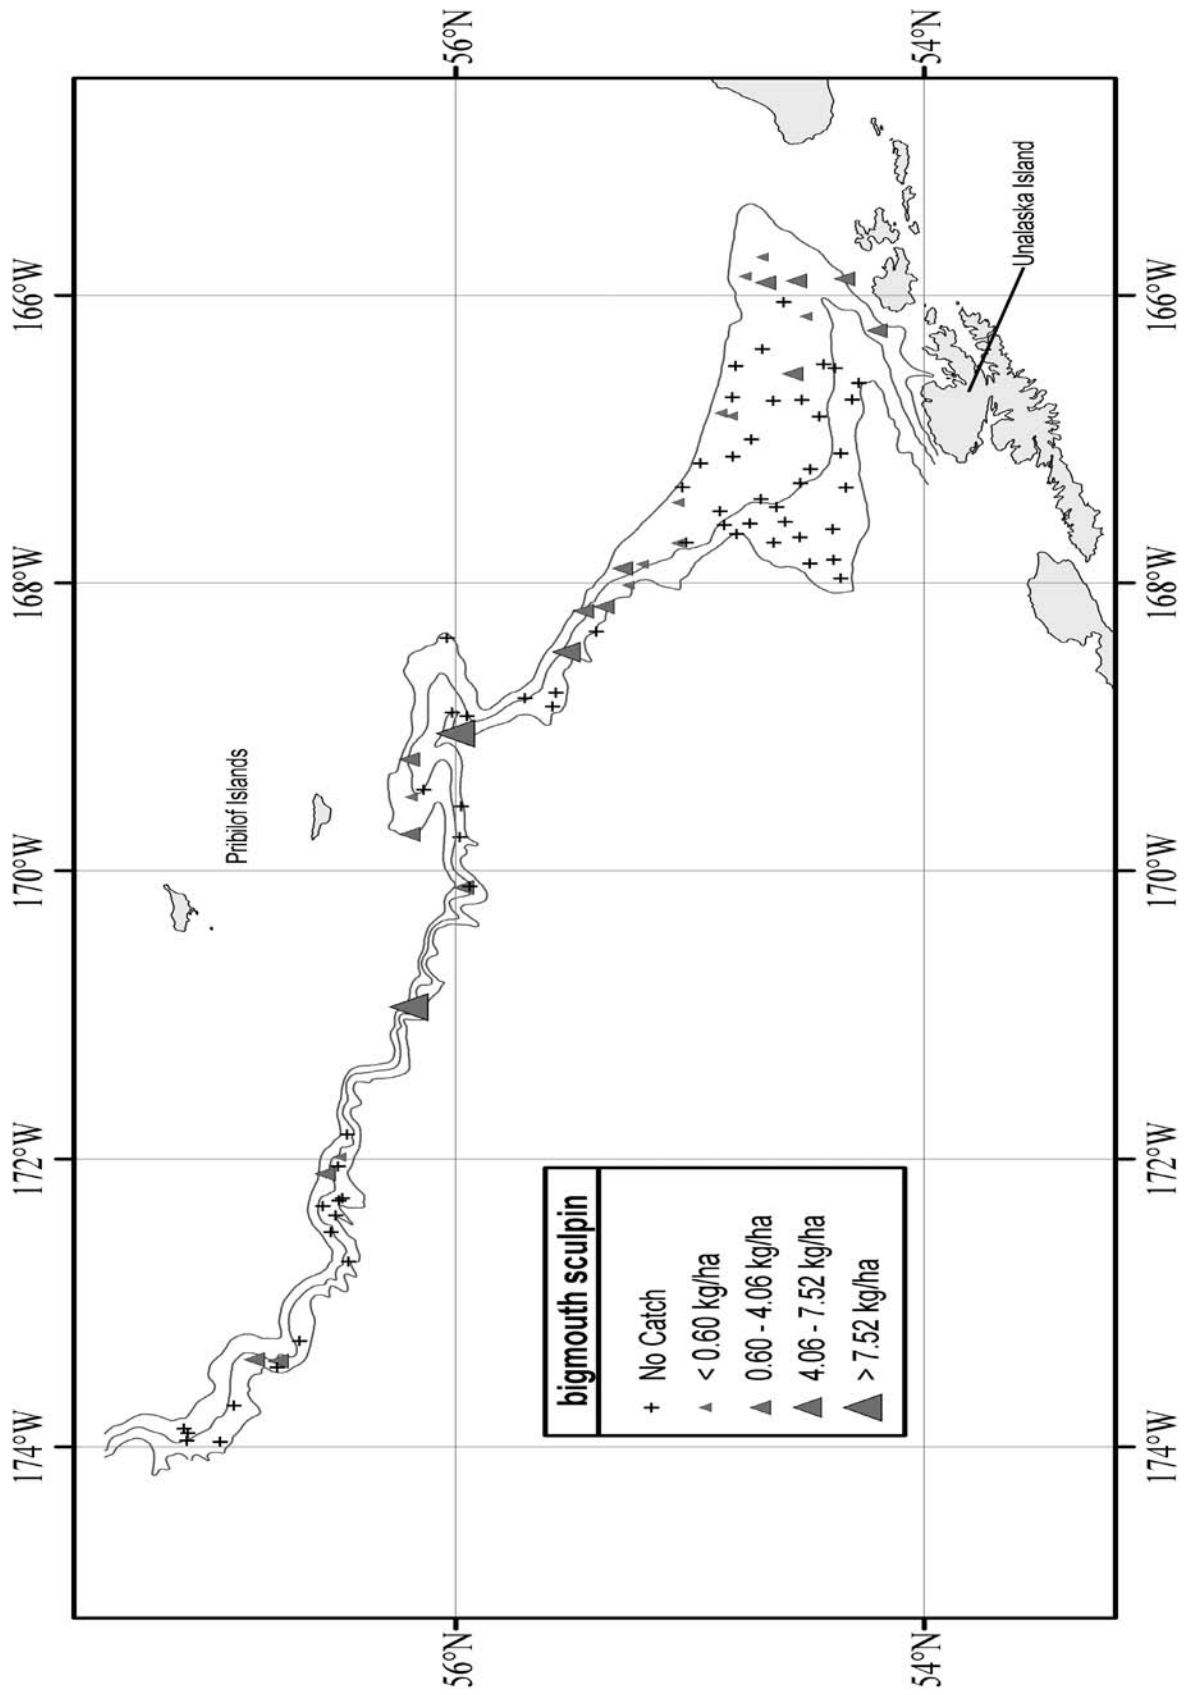 174°W
172°W
170°W
168°W
166°W
56°N
56°N
54°N
54°N
Pribilof Islands
Unalaska Island
bigmouth sculpin
No Catch
< 0.60 kg/ha
0.60 - 4.06 kg/ha
4.06 - 7.52 kg/ha
> 7.52 kg/ha
174°W
172°W
170°W
168°W
166°W